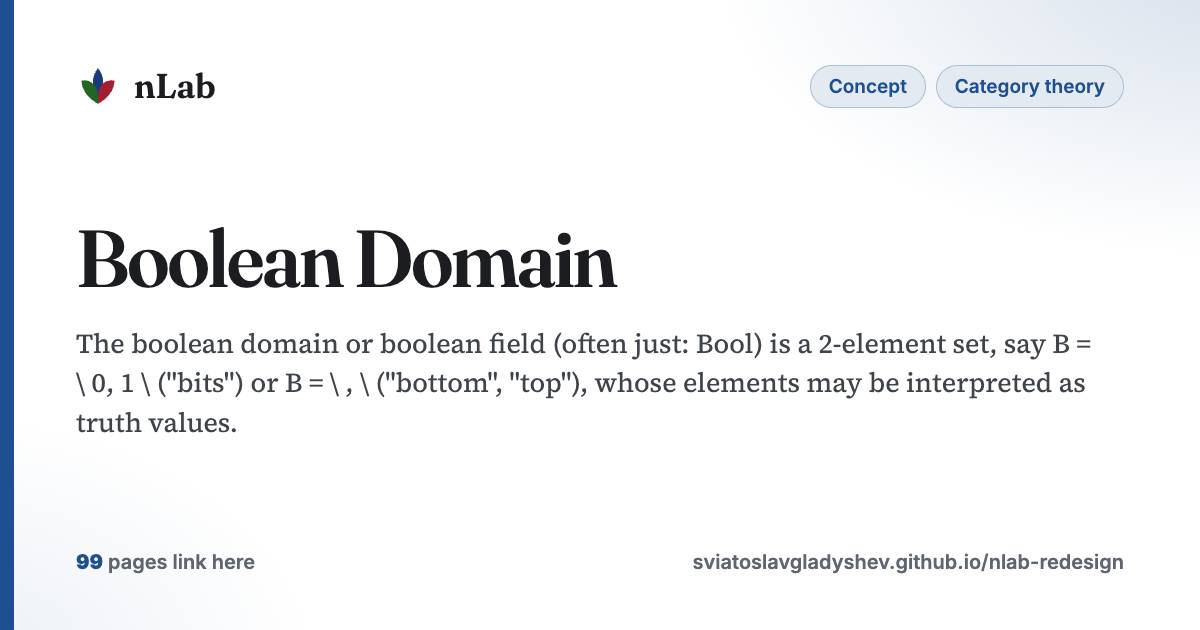 nLab
Concept
Category theory
Boolean Domain
The boolean domain or boolean field (often just: Bool) is a 2-element set, say B =
\ 0, 1 \ ("bits") or B = \ , \ ("bottom", "top"), whose elements may be interpreted as
truth values.
99 pages link here
sviatoslavgladyshev.github.io/nlab-redesign